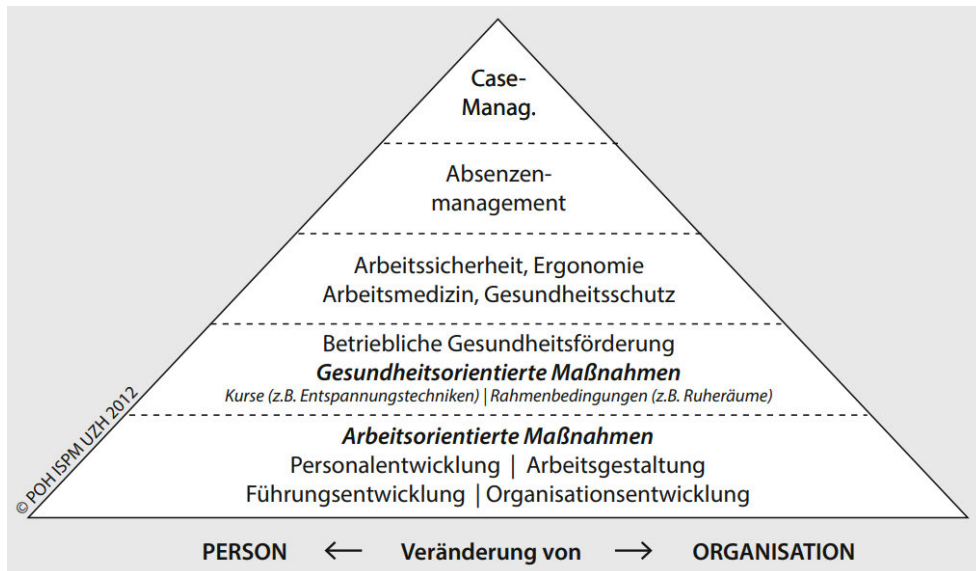 Case-
Manag.
Absenzen-
management
Arbeitssicherheit, Ergonomie
Arbeitsmedizin, Gesundheitsschutz
Betriebliche Gesundheitsförderung
Gesundheitsorientierte Maßnahmen
Kurse (z.B. Entspannungstechniken) | Rahmenbedingungen (z.B. Ruheräume)
Arbeitsorientierte Maßnahmen
Personalentwicklung | Arbeitsgestaltung
Führungsentwicklung | Organisationsentwicklung
© POH ISPM UZH 2012
PERSON ← Veränderung von → ORGANISATION